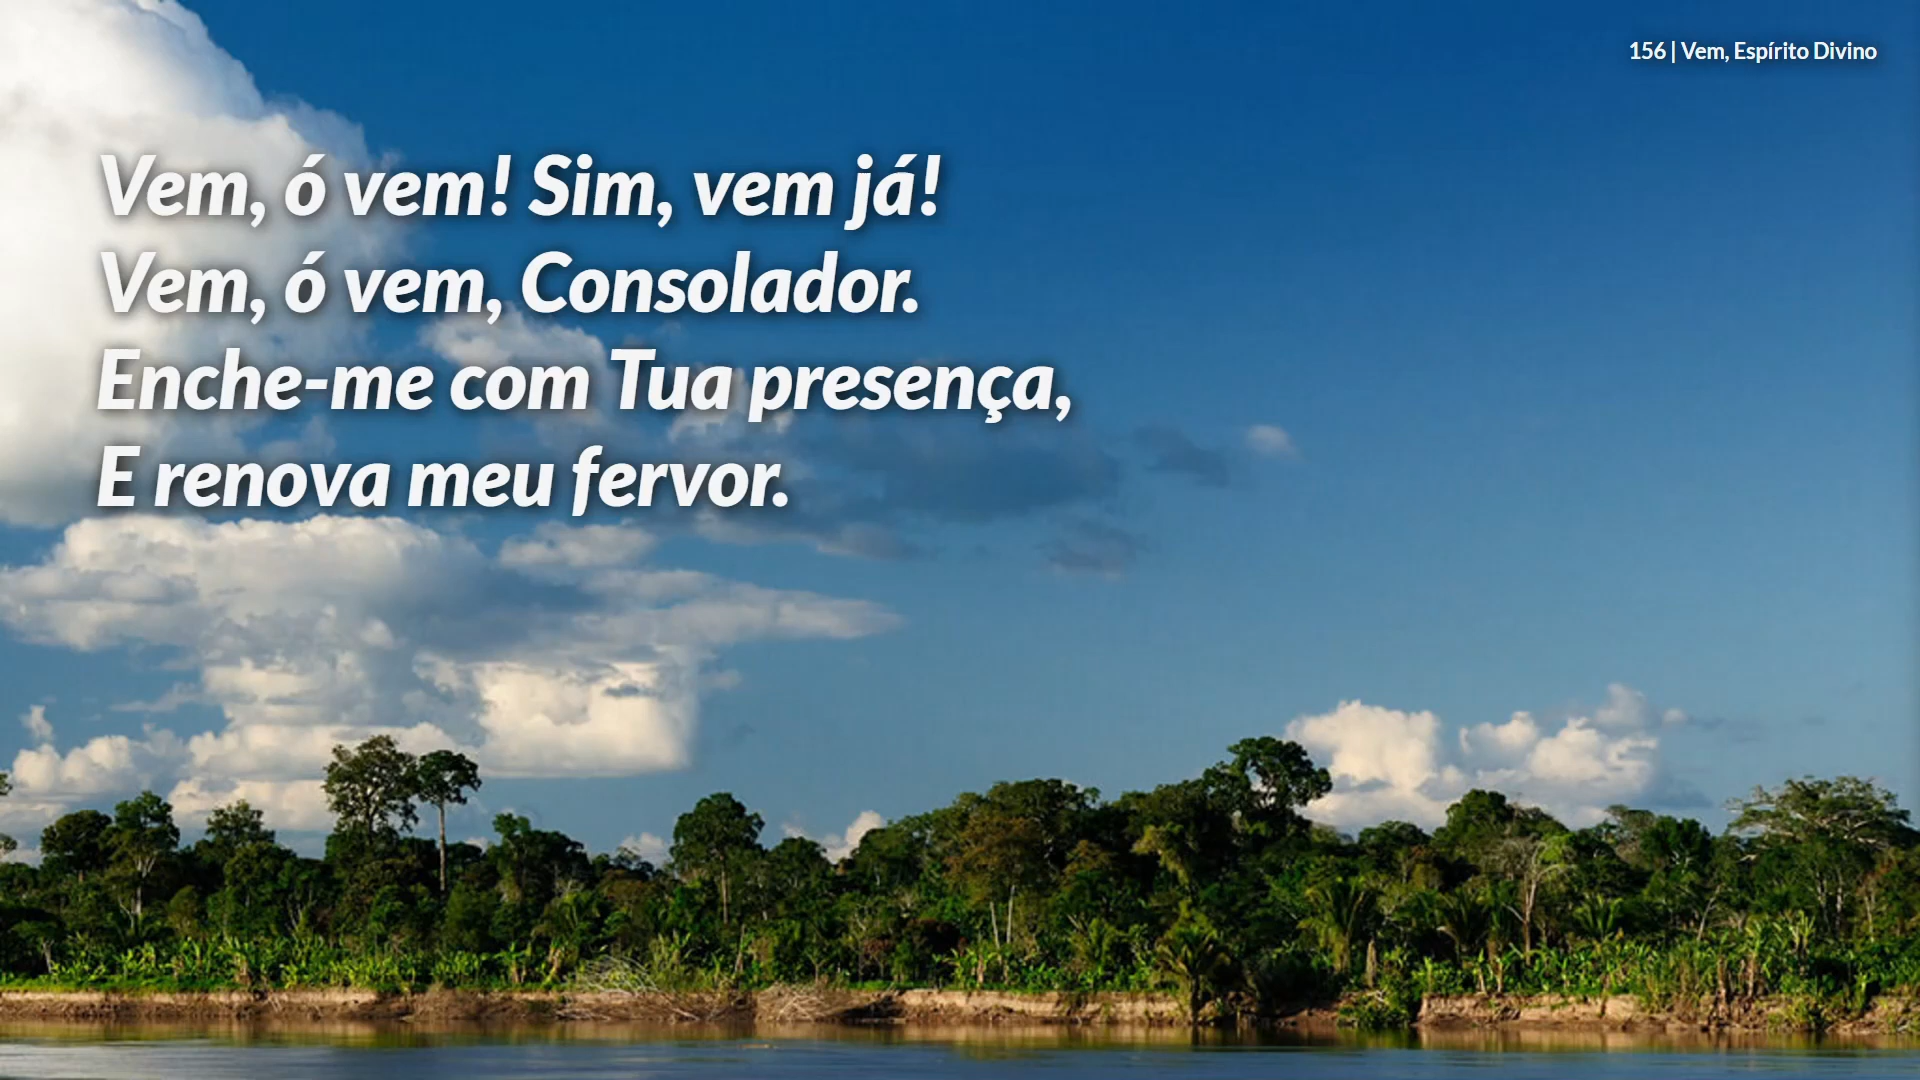 156 | Vem, Espírito Divino
Vem, ó vem! Sim, vem já!
Vem, ó vem, Consolador.
Enche-me com Tua presença,
E renova meu fervor.